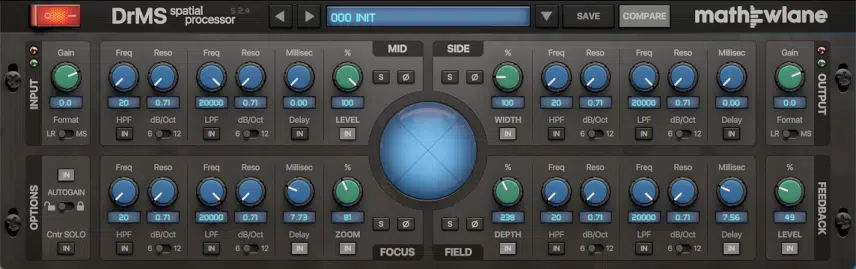 DrMS spatial processor 5.2.4
000 INIT
SAVE
COMPARE
mathewlane
INPUT
Gain
0.0
Format
LR MS
Freq Reso Freq Reso Millisec %
20 0.71 20000 0.71 0.00 100
HPF dB/Oct LPF dB/Oct Delay LEVEL
IN 6 12 IN 6 12 IN IN
MID
S Ø
SIDE
S Ø
% Freq Reso Freq Reso Millisec
100 20 0.71 20000 0.71 0.00
WIDTH HPF dB/Oct LPF dB/Oct Delay
IN IN 6 12 IN 6 12 IN
Gain
0.0
Format
LR MS
OUTPUT
OPTIONS
IN
AUTOGAIN
Cntr SOLO
IN
Freq Reso Freq Reso Millisec %
20 0.71 20000 0.71 7.73 81
HPF dB/Oct LPF dB/Oct Delay ZOOM
IN 6 12 IN 6 12 IN IN
S Ø
FOCUS
S Ø
FIELD
% Freq Reso Freq Reso Millisec
238 20 0.71 20000 0.71 7.56
DEPTH HPF dB/Oct LPF dB/Oct Delay
IN IN 6 12 IN 6 12 IN
%
49
LEVEL
IN
FEEDBACK